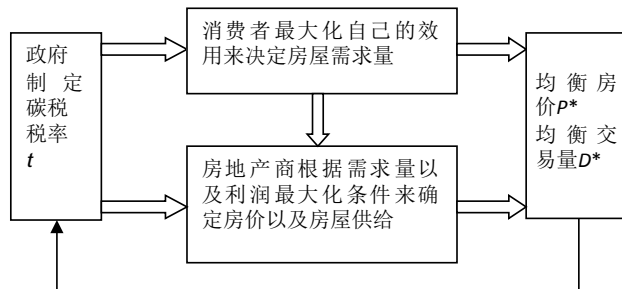 政府
制定
碳税
税率
t
消费者最大化自己的效
用来决定房屋需求量
房地产商根据需求量以
及利润最大化条件来确
定房价以及房屋供给
均衡房
价P*
均衡交
易量D*